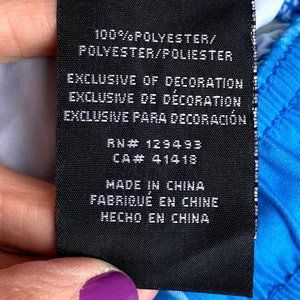 100%POLYESTER/
POLYESTER/POLIESTER
EXCLUSIVE OF DECORATION
EXCLUSIVE DE DÉCORATION
EXCLUSIVE PARA DECORACIÓN
RN# 129493
CA# 41418
MADE IN CHINA
FABRIQUÉ EN CHINE
HECHO EN CHINA